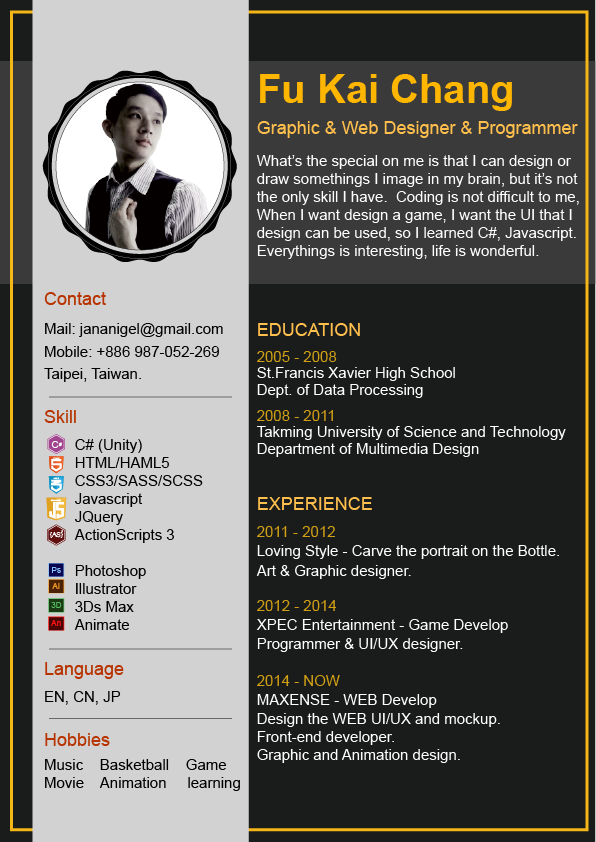 Fu Kai Chang
Graphic & Web Designer & Programmer
What's the special on me is that I can design or
draw somethings I image in my brain, but it's not
the only skill I have.  Coding is not difficult to me,
When I want design a game, I want the UI that I
design can be used, so I learned C#, Javascript.
Everythings is interesting, life is wonderful.
Contact
Mail: jananigel@gmail.com
Mobile: +886 987-052-269
Taipei, Taiwan.
Skill
C# C# (Unity)
5 HTML/HAML5
3 CSS3/SASS/SCSS
JS Javascript
JQuery
{AS} ActionScripts 3
Ps Photoshop
Ai Illustrator
3D 3Ds Max
An Animate
Language
EN, CN, JP
Hobbies
Music Basketball Game
Movie Animation learning
EDUCATION
2005 - 2008
St.Francis Xavier High School
Dept. of Data Processing
2008 - 2011
Takming University of Science and Technology
Department of Multimedia Design
EXPERIENCE
2011 - 2012
Loving Style - Carve the portrait on the Bottle.
Art & Graphic designer.
2012 - 2014
XPEC Entertainment - Game Develop
Programmer & UI/UX designer.
2014 - NOW
MAXENSE - WEB Develop
Design the WEB UI/UX and mockup.
Front-end developer.
Graphic and Animation design.